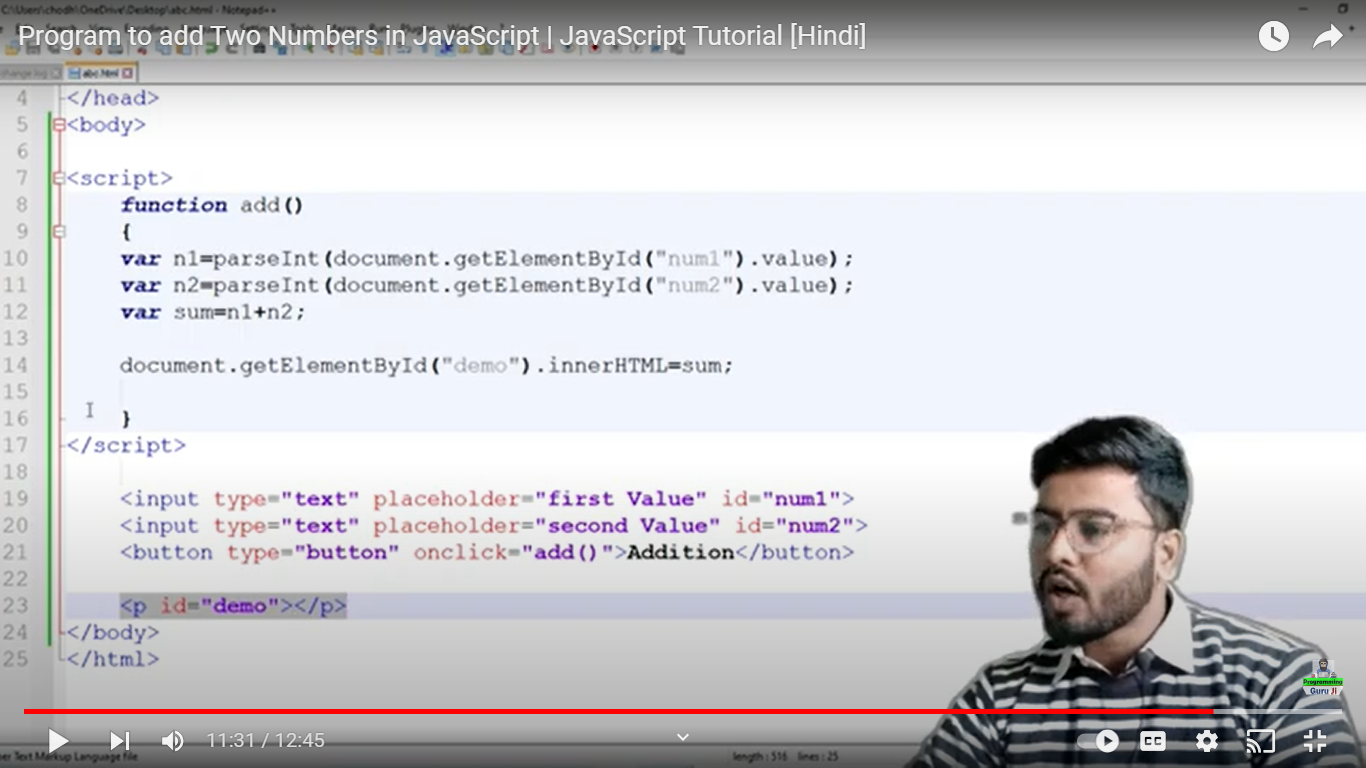 C:\Users\chodh\OneDrive\Desktop\abc.html - Notepad++
Program to add Two Numbers in JavaScript | JavaScript Tutorial [Hindi]
change.log abc.html
4 </head>
5 <body>
6
7 <script>
8 function add()
9 {
10 var n1=parseInt(document.getElementById("num1").value);
11 var n2=parseInt(document.getElementById("num2").value);
12 var sum=n1+n2;
13
14 document.getElementById("demo").innerHTML=sum;
15
16 }
17 </script>
18
19 <input type="text" placeholder="first Value" id="num1">
20 <input type="text" placeholder="second Value" id="num2">
21 <button type="button" onclick="add()">Addition</button>
22
23 <p id="demo"></p>
24 </body>
25 </html>
Programming
Guru Ji
11:31 / 12:45
CC
er Text Markup Language file length : 516 lines : 25